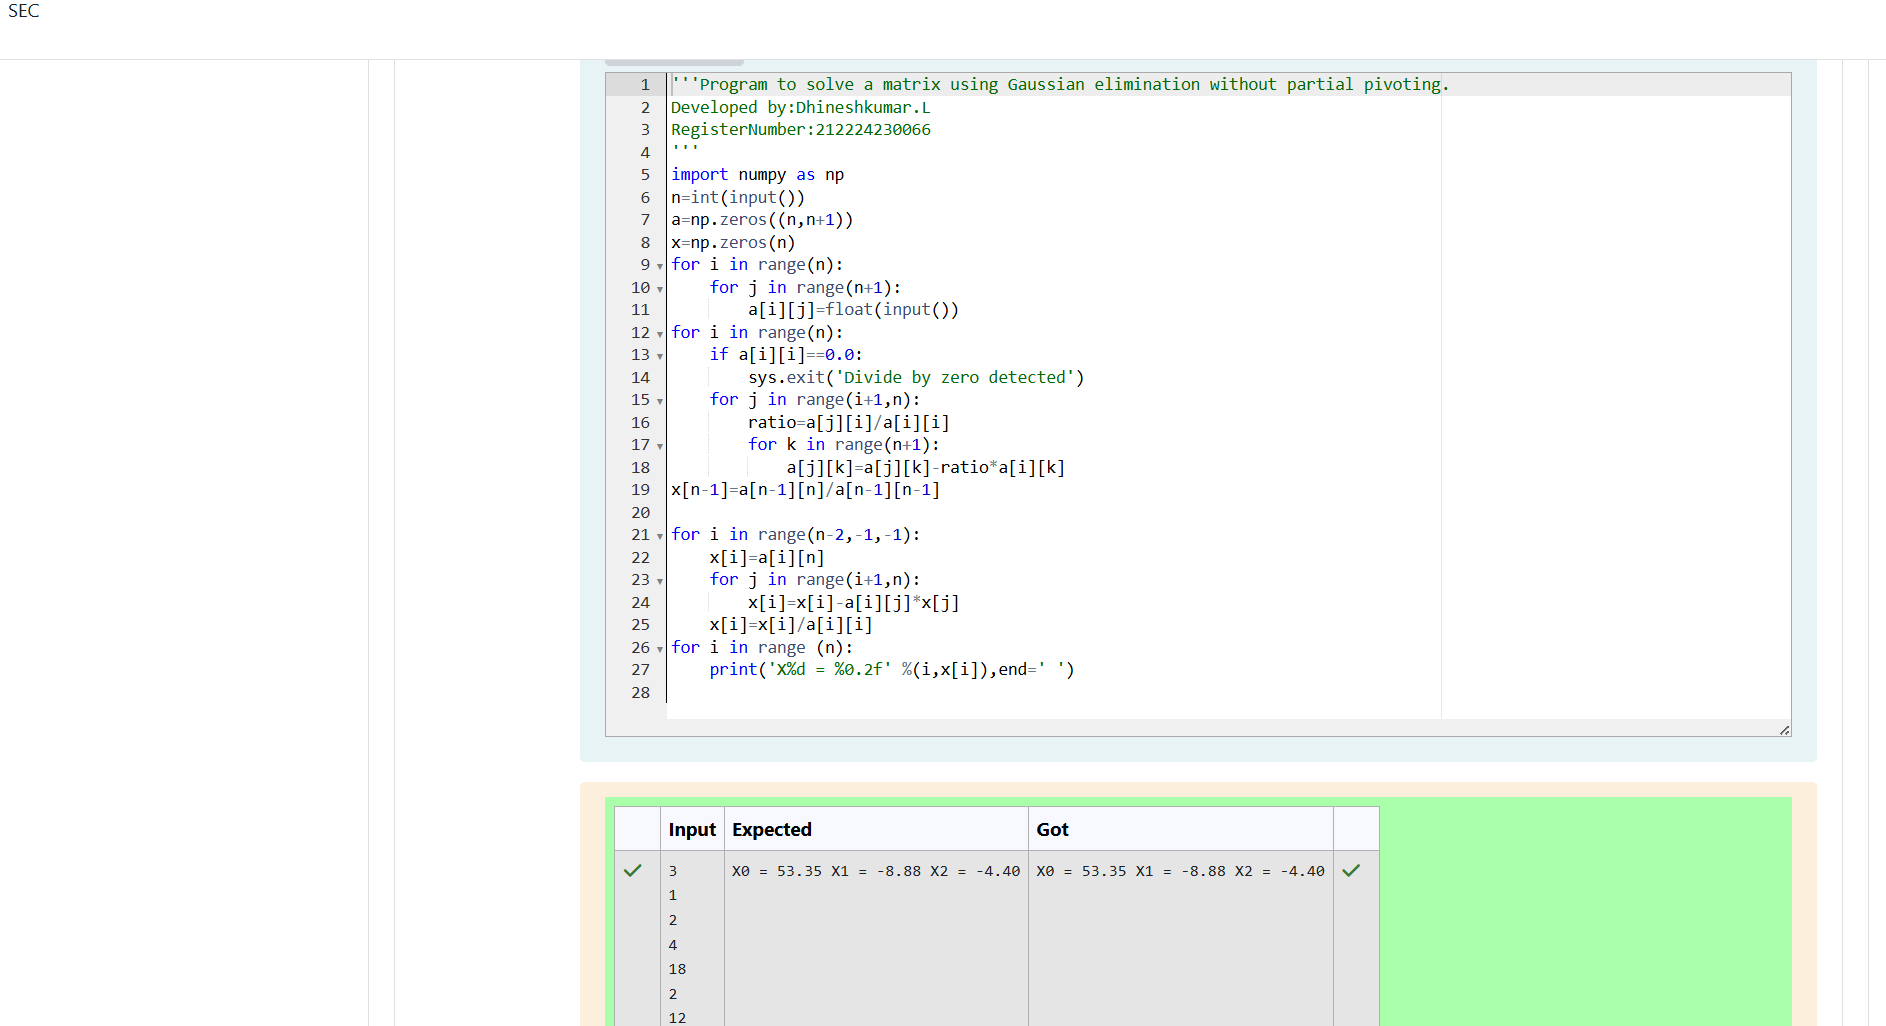 SEC
1 '''Program to solve a matrix using Gaussian elimination without partial pivoting.
2 Developed by:Dhineshkumar.L
3 RegisterNumber:212224230066
4 '''
5 import numpy as np
6 n=int(input())
7 a=np.zeros((n,n+1))
8 x=np.zeros(n)
9 for i in range(n):
10     for j in range(n+1):
11         a[i][j]=float(input())
12 for i in range(n):
13     if a[i][i]==0.0:
14         sys.exit('Divide by zero detected')
15     for j in range(i+1,n):
16         ratio=a[j][i]/a[i][i]
17         for k in range(n+1):
18             a[j][k]=a[j][k]-ratio*a[i][k]
19 x[n-1]=a[n-1][n]/a[n-1][n-1]
20
21 for i in range(n-2,-1,-1):
22     x[i]=a[i][n]
23     for j in range(i+1,n):
24         x[i]=x[i]-a[i][j]*x[j]
25     x[i]=x[i]/a[i][i]
26 for i in range (n):
27     print('X%d = %0.2f' %(i,x[i]),end=' ')
28
Input Expected Got
3 X0 = 53.35 X1 = -8.88 X2 = -4.40 X0 = 53.35 X1 = -8.88 X2 = -4.40
1
2
4
18
2
12